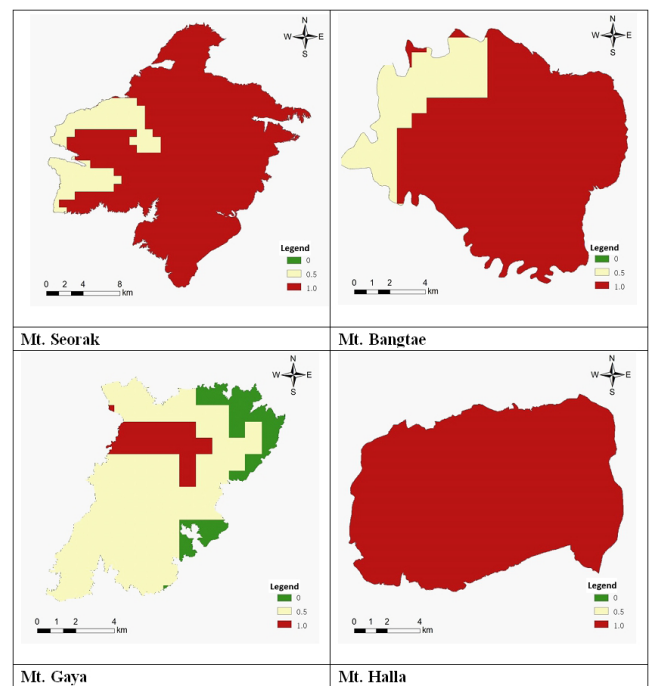 N
W E
S
Legend
0
0.5
1.0
0 2 4 8
km
N
W E
S
Legend
0
0.5
1.0
0 1 2 4
km
Mt. Seorak
Mt. Bangtae
N
W E
S
Legend
0
0.5
1.0
0 1 2 4
km
N
W E
S
Legend
0
0.5
1.0
0 1 2 4
km
Mt. Gaya
Mt. Halla